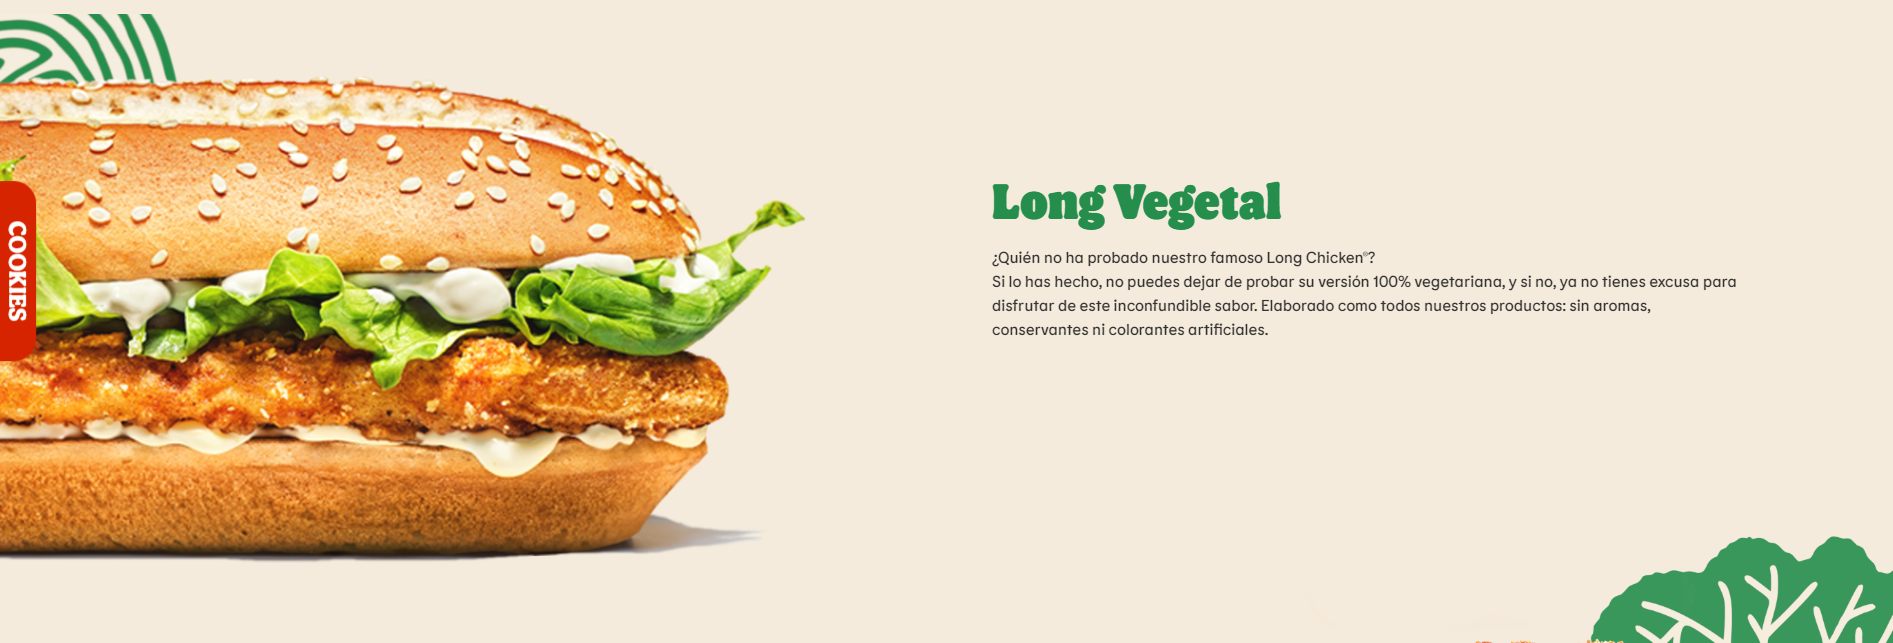 COOKIES
Long Vegetal
¿Quién no ha probado nuestro famoso Long Chicken®?
Si lo has hecho, no puedes dejar de probar su versión 100% vegetariana, y si no, ya no tienes excusa para
disfrutar de este inconfundible sabor. Elaborado como todos nuestros productos: sin aromas,
conservantes ni colorantes artificiales.